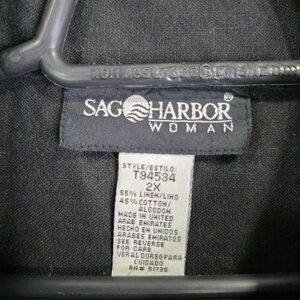 SAG HARBOR®
WOMAN
STYLE/ESTILO:
T94534
2X
55% LINEN/LINO
45% COTTON/
ALGODON
MADE IN UNITED
ARAB EMIRATES
HECHO EN UNIDOS
ARABES EMIRATOS
SEE REVERSE
FOR CARE
VER AL DORSO PARA
CUIDADO
RN# 51735